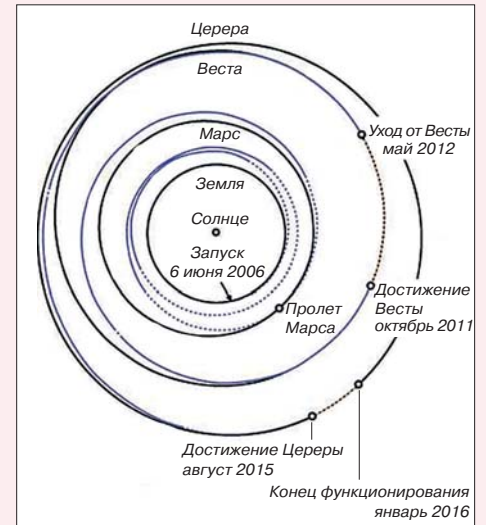 Церера
Веста
Уход от Весты
май 2012
Марс
Земля
Солнце
Запуск
6 июня 2006
Достижение
Весты
октябрь 2011
Пролет
Марса
Достижение Цереры
август 2015
Конец функционирования
январь 2016